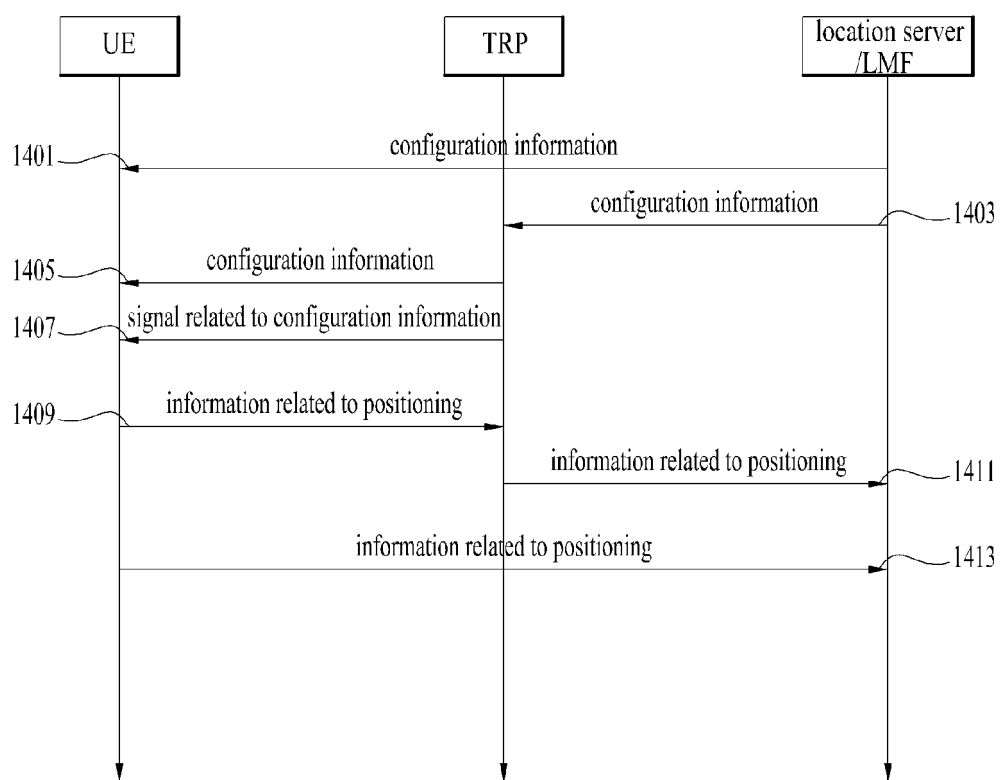 UE
TRP
location server
/LMF
1401
configuration information
configuration information
1403
1405
configuration information
1407
signal related to configuration information
1409
information related to positioning
information related to positioning
1411
information related to positioning
1413